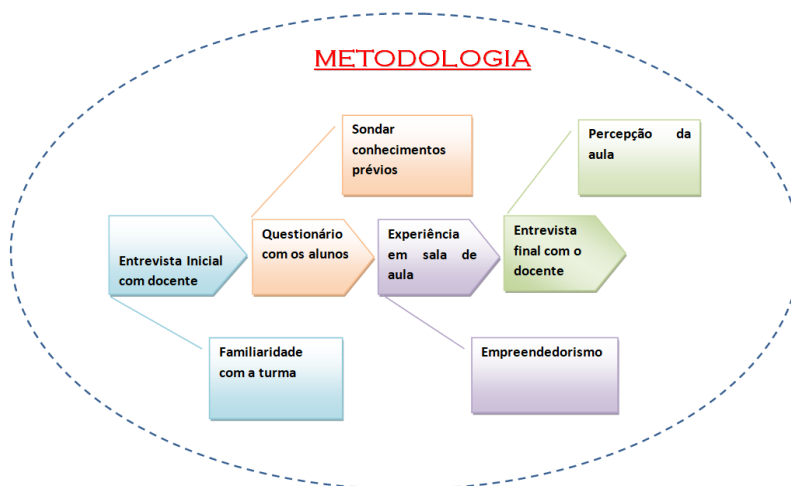 METODOLOGIA
Sondar
conhecimentos
prévios
Percepção da
aula
Entrevista Inicial
com docente
Questionário
com os alunos
Experiência
em sala de
aula
Entrevista
final com o
docente
Familiaridade
com a turma
Empreendedorismo